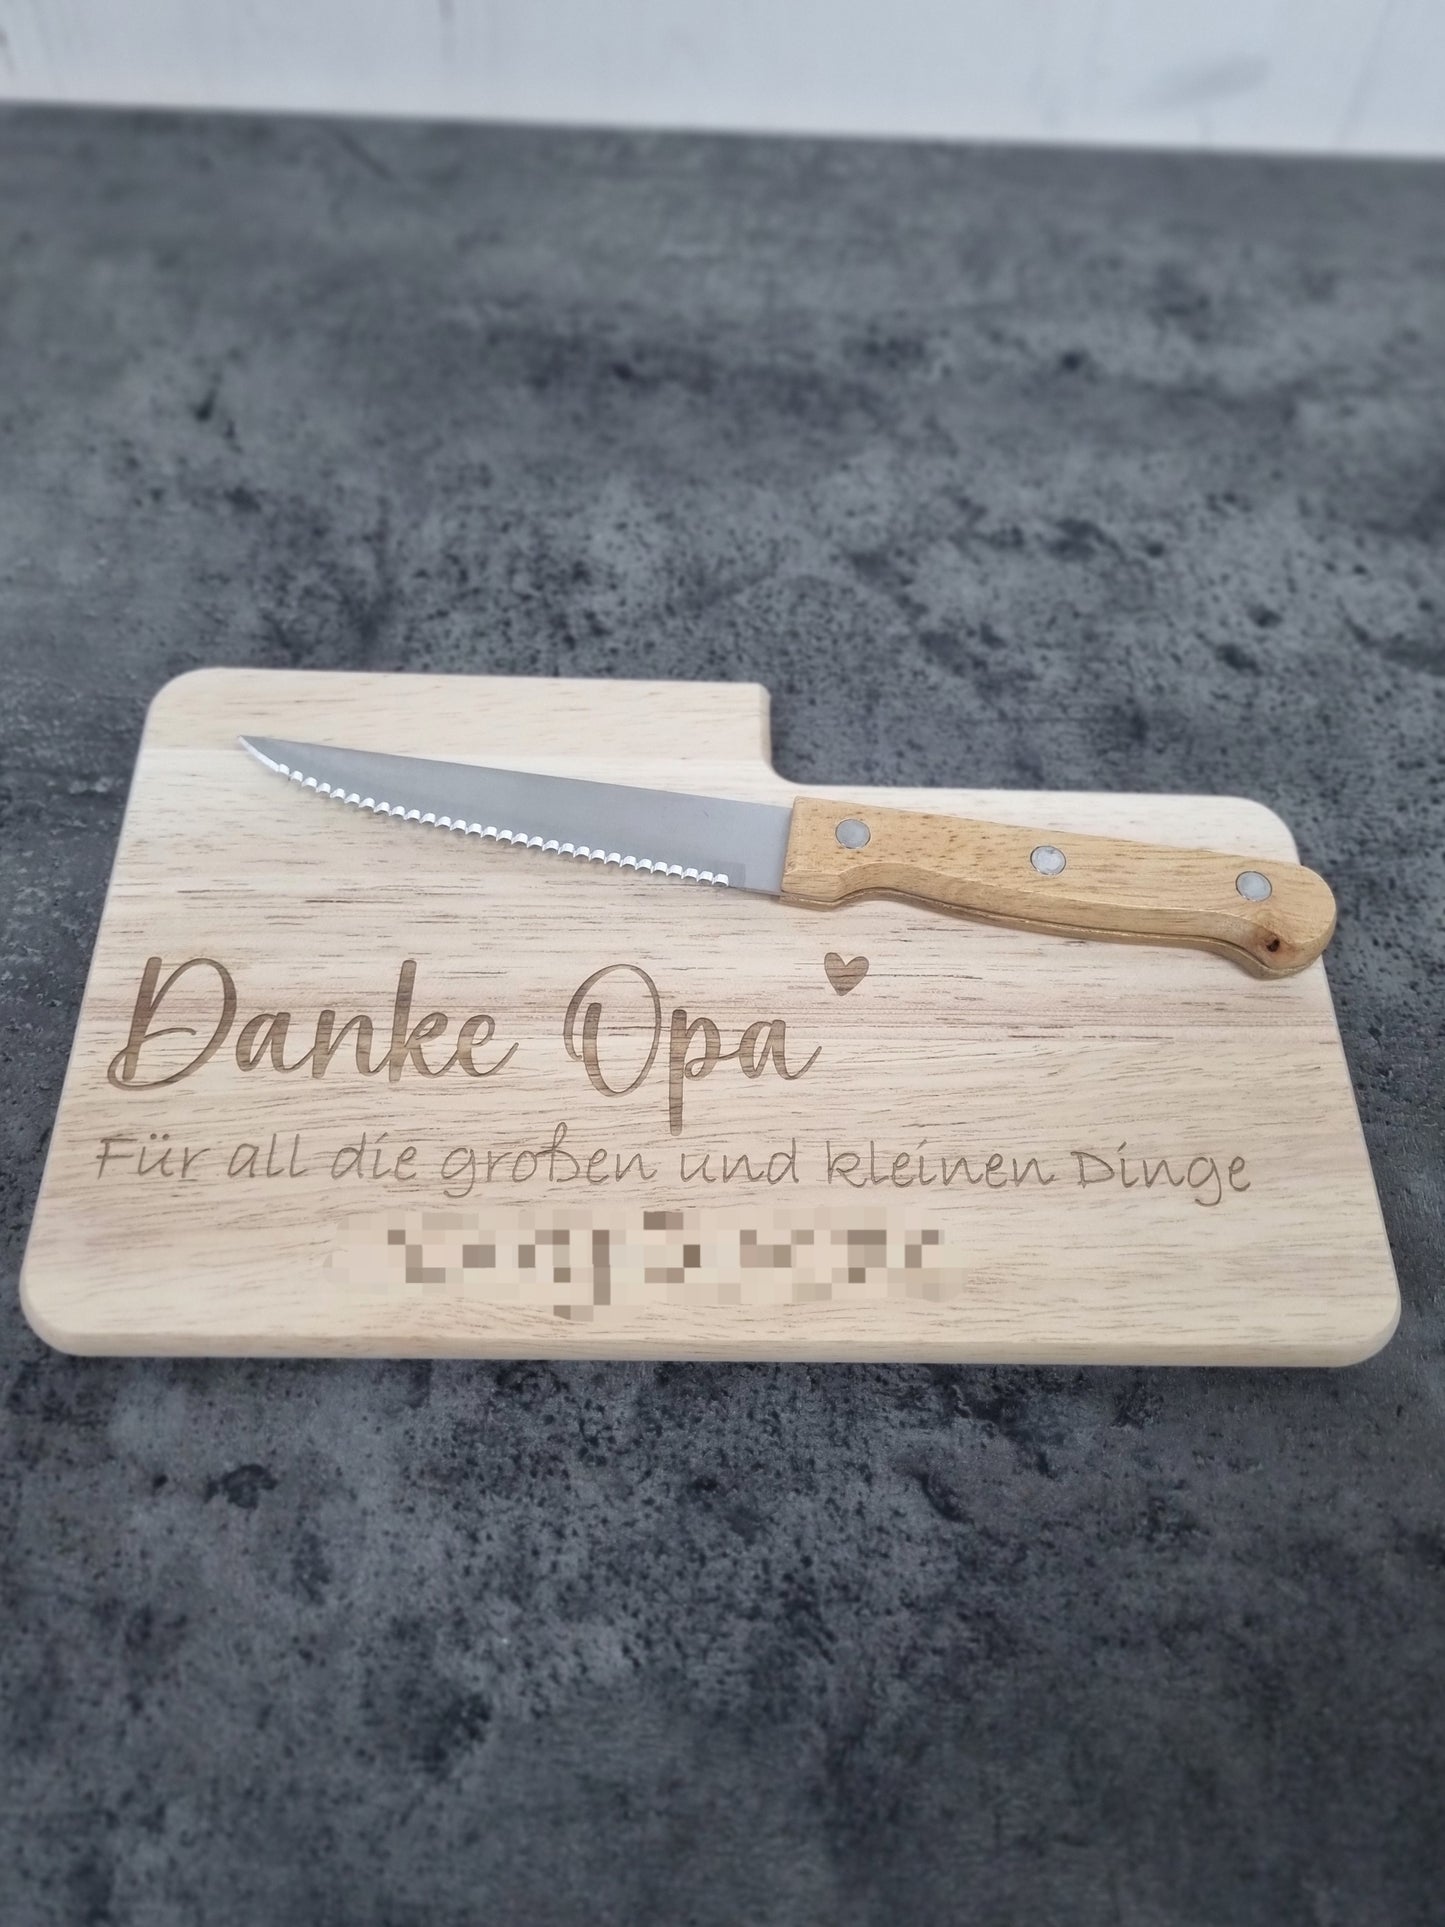 Danke Opa
Für all die großen und kleinen Dinge